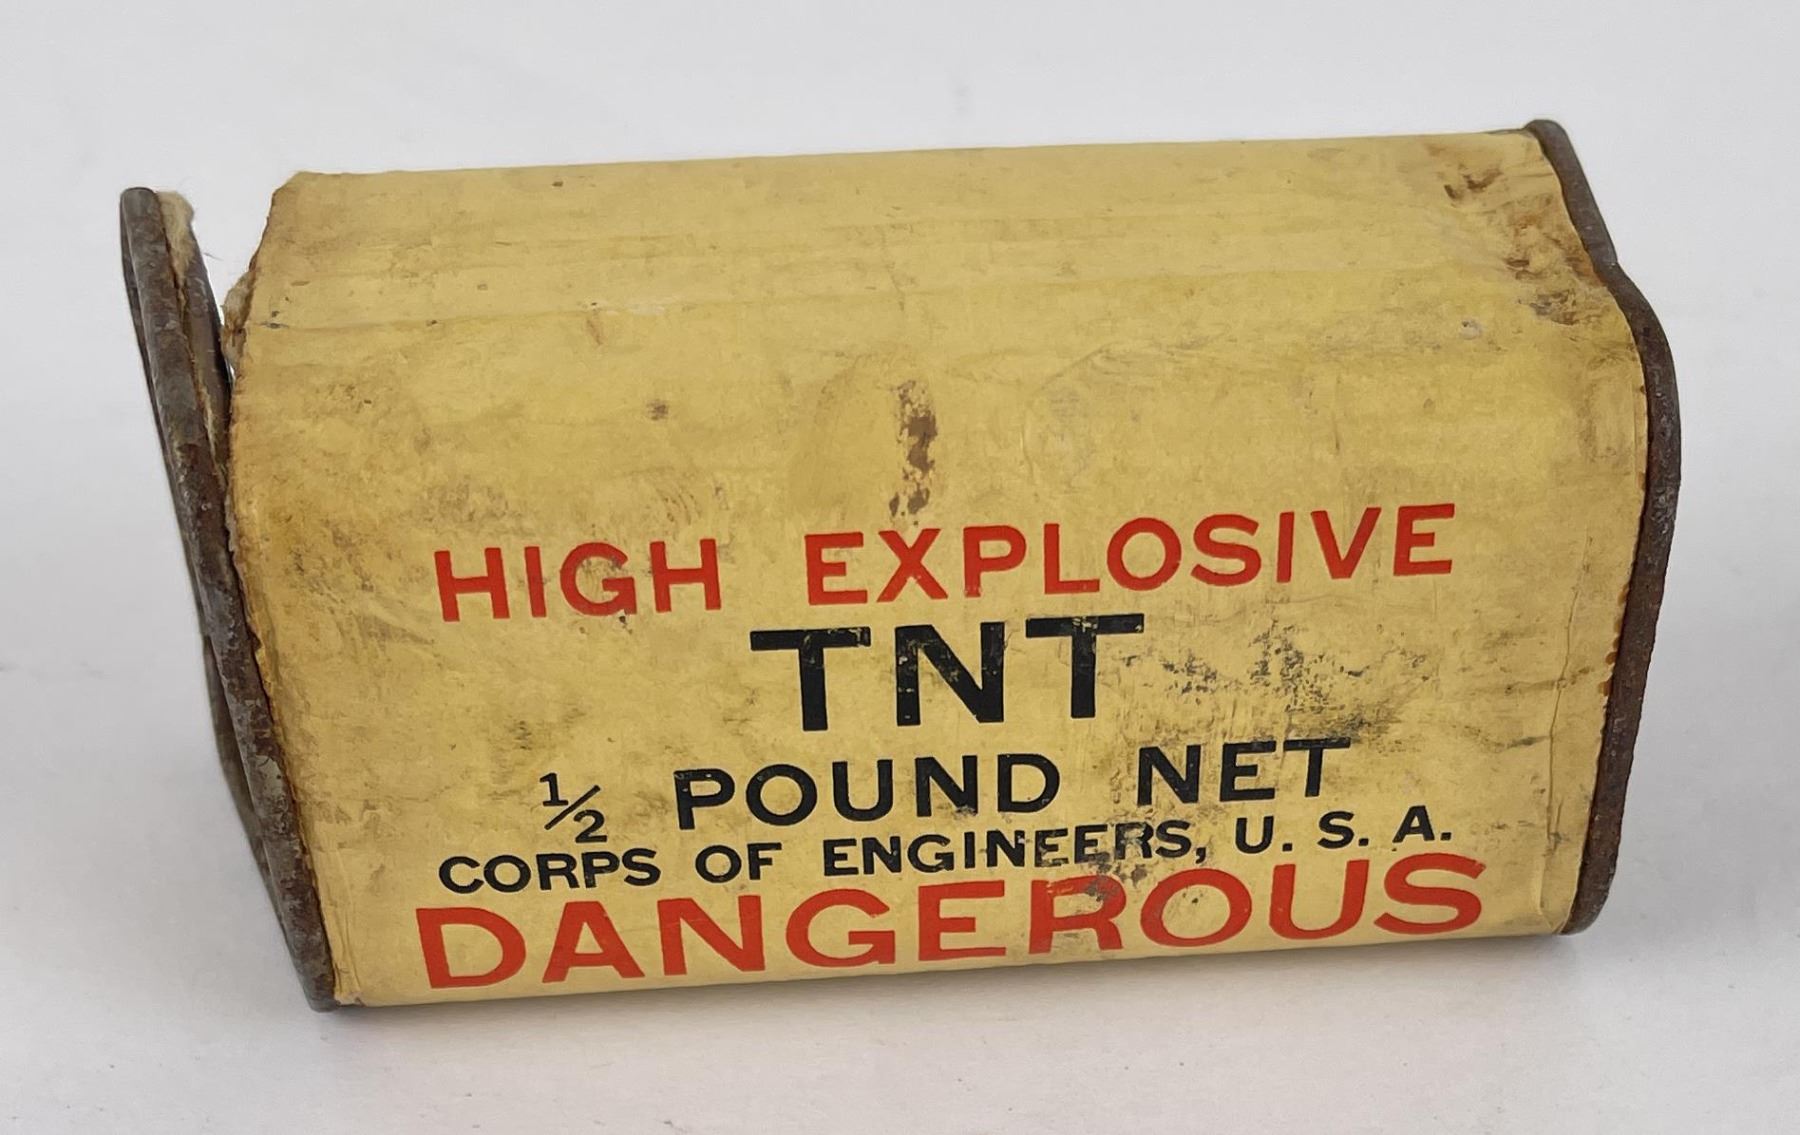 HIGH EXPLOSIVE
TNT
½ POUND NET
CORPS OF ENGINEERS, U. S. A.
DANGEROUS